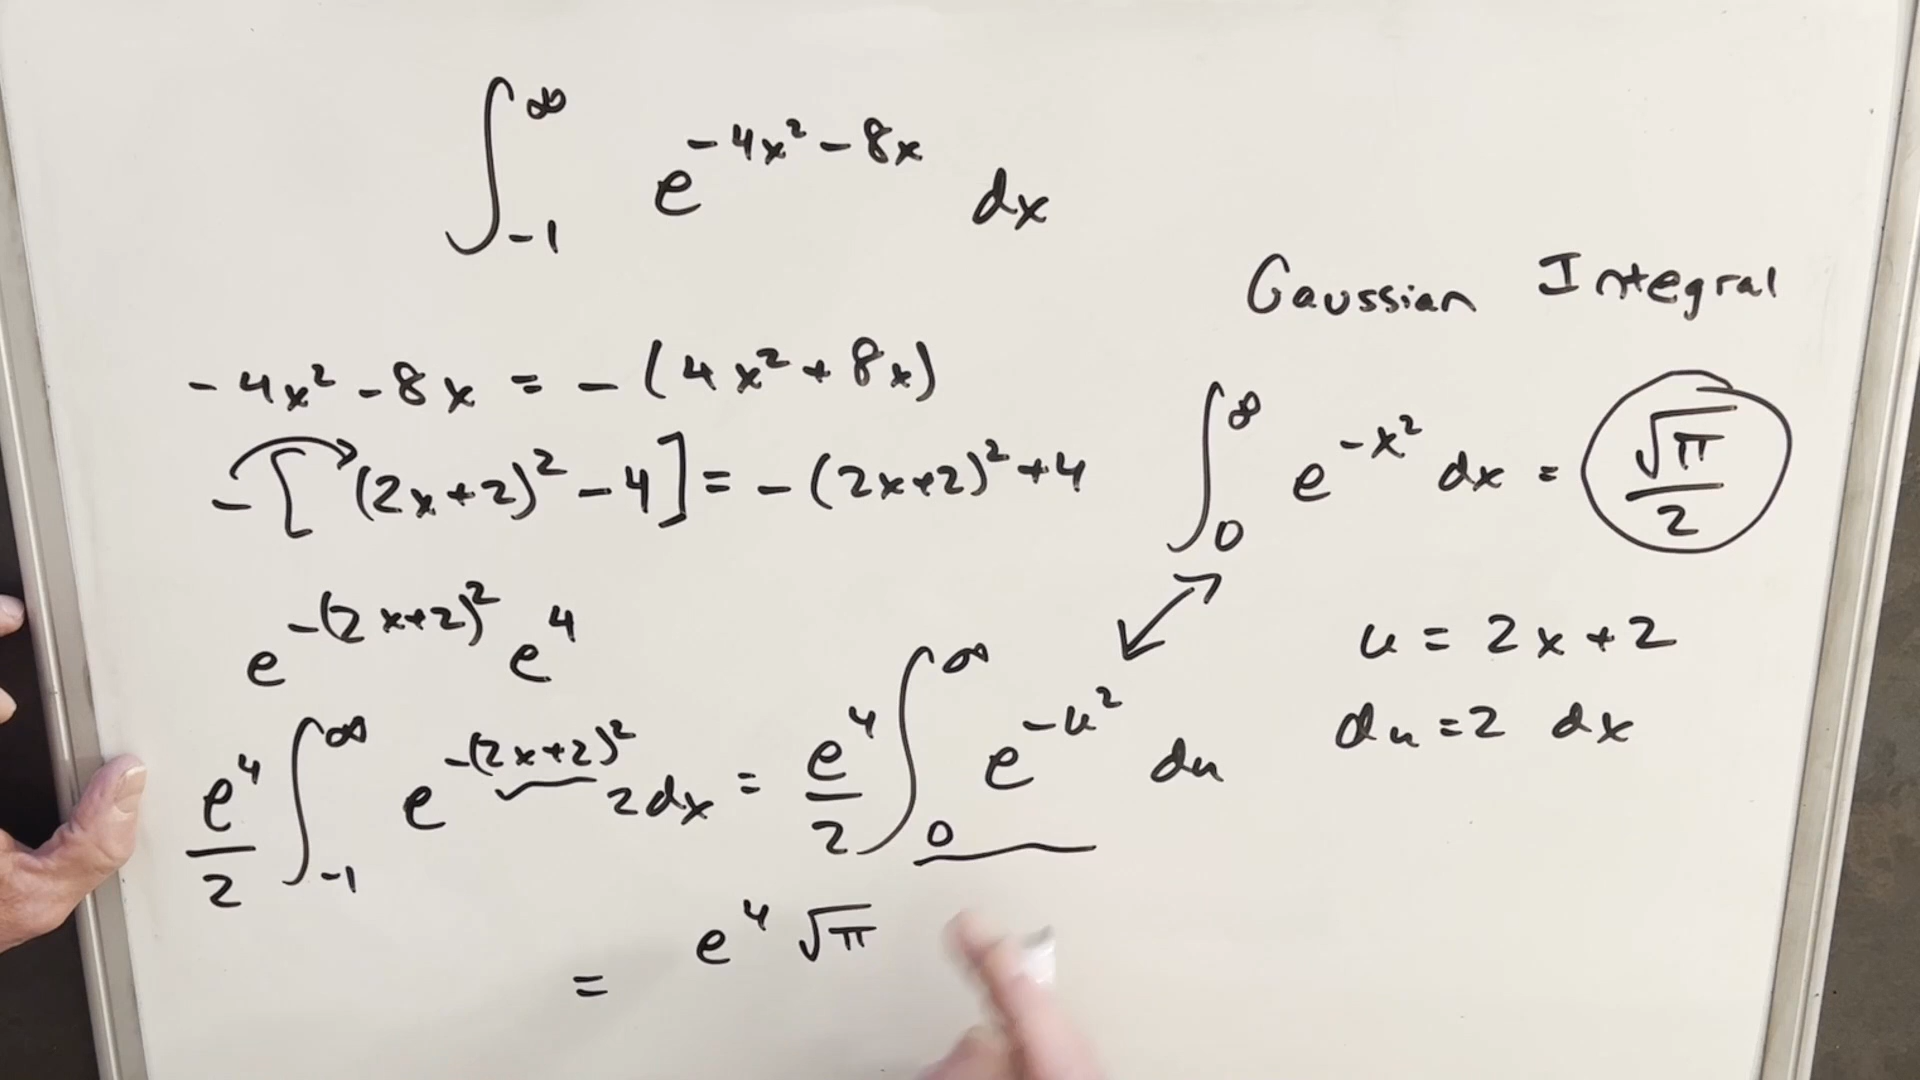 ∫_{-1}^{∞} e^{-4x²-8x} dx
Gaussian Integral
-4x²-8x = -(4x²+8x)
-[(2x+2)²-4] = -(2x+2)²+4
∫_0^∞ e^{-x²} dx = √π/2
e^{-(2x+2)²} e^4
u = 2x+2
du = 2 dx
e^4/2 ∫_{-1}^{∞} e^{-(2x+2)²} 2dx = e^4/2 ∫_0^∞ e^{-u²} du
= e^4 √π